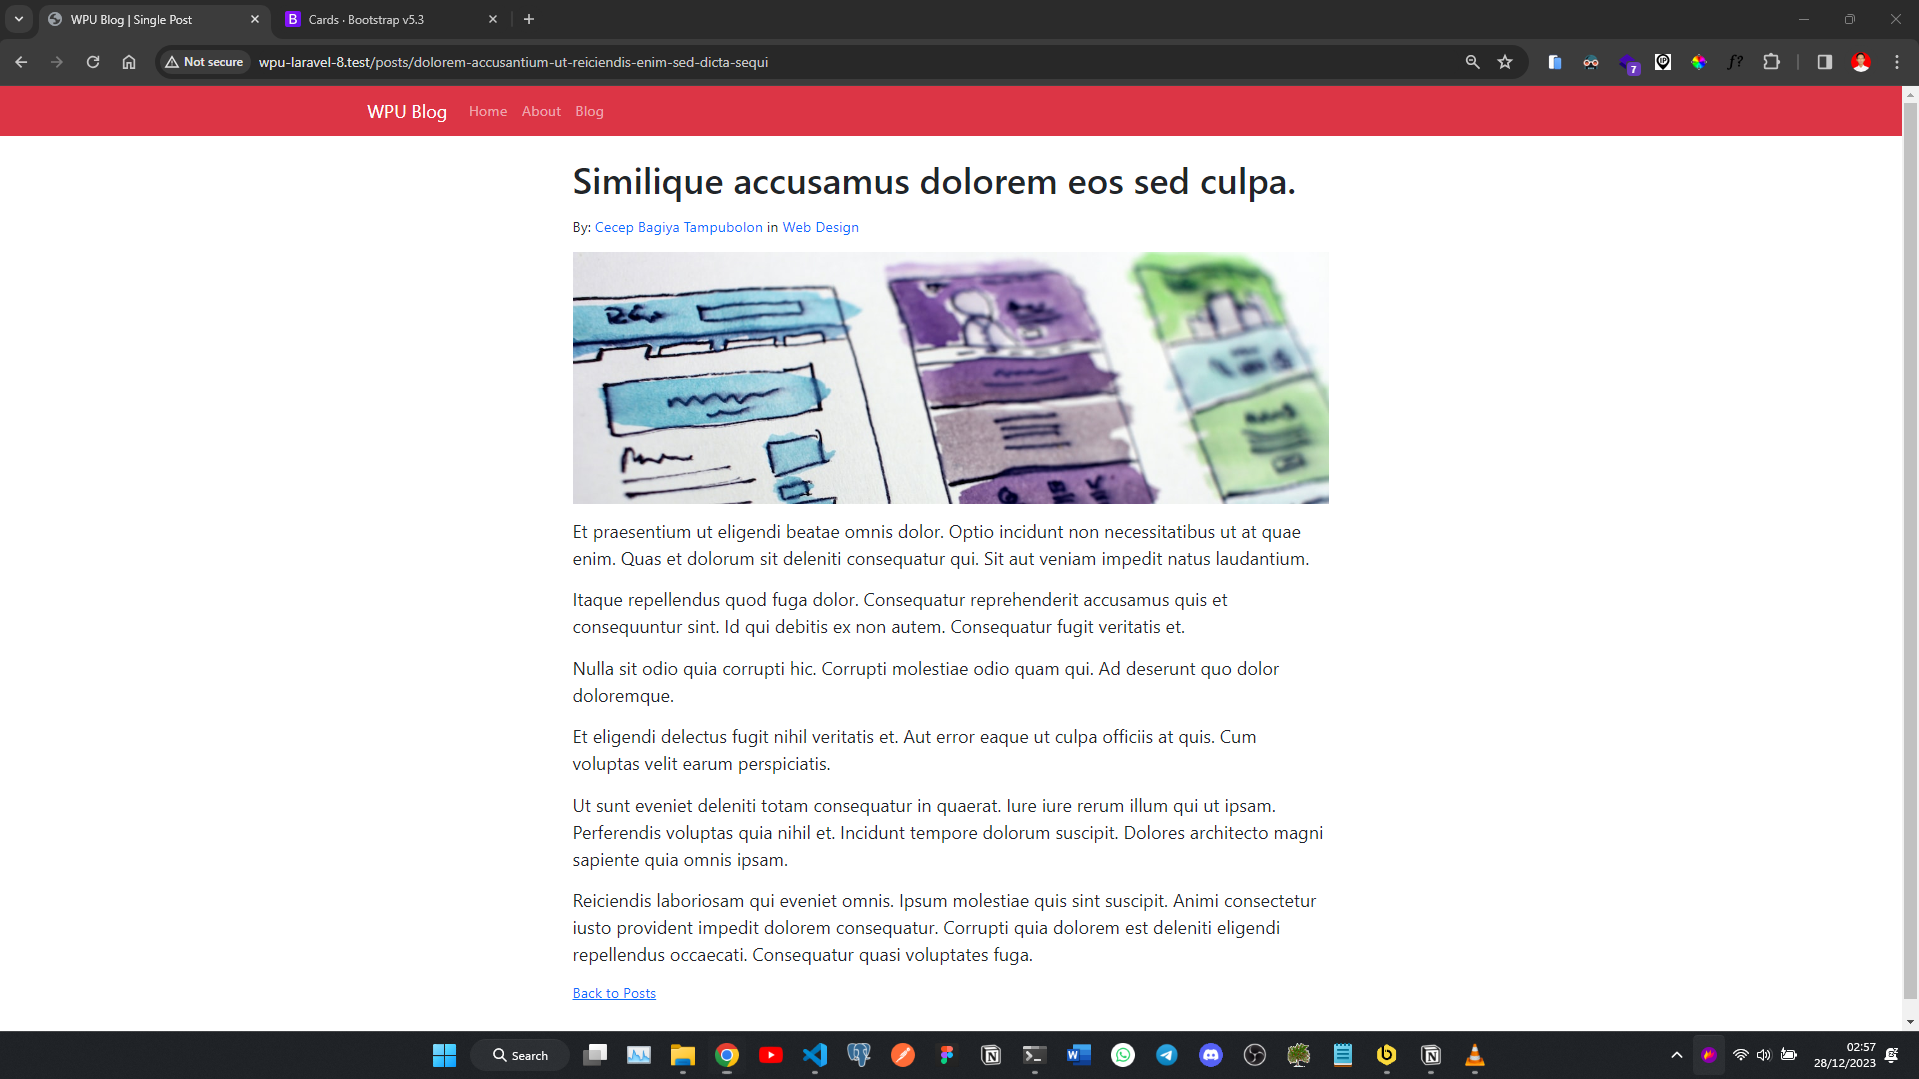 WPU Blog | Single Post
Cards · Bootstrap v5.3
Not secure
wpu-laravel-8.test/posts/dolorem-accusantium-ut-reiciendis-enim-sed-dicta-sequi
7
WPU Blog Home About Blog
Similique accusamus dolorem eos sed culpa.
By: Cecep Bagiya Tampubolon in Web Design
Et praesentium ut eligendi beatae omnis dolor. Optio incidunt non necessitatibus ut at quae
enim. Quas et dolorum sit deleniti consequatur qui. Sit aut veniam impedit natus laudantium.
Itaque repellendus quod fuga dolor. Consequatur reprehenderit accusamus quis et
consequuntur sint. Id qui debitis ex non autem. Consequatur fugit veritatis et.
Nulla sit odio quia corrupti hic. Corrupti molestiae odio quam qui. Ad deserunt quo dolor
doloremque.
Et eligendi delectus fugit nihil veritatis et. Aut error eaque ut culpa officiis at quis. Cum
voluptas velit earum perspiciatis.
Ut sunt eveniet deleniti totam consequatur in quaerat. Iure iure rerum illum qui ut ipsam.
Perferendis voluptas quia nihil et. Incidunt tempore dolorum suscipit. Dolores architecto magni
sapiente quia omnis ipsam.
Reiciendis laboriosam qui eveniet omnis. Ipsum molestiae quis sint suscipit. Animi consectetur
iusto provident impedit dolorem consequatur. Corrupti quia dolorem est deleniti eligendi
repellendus occaecati. Consequatur quasi voluptates fuga.
Back to Posts
Search
02:57
28/12/2023